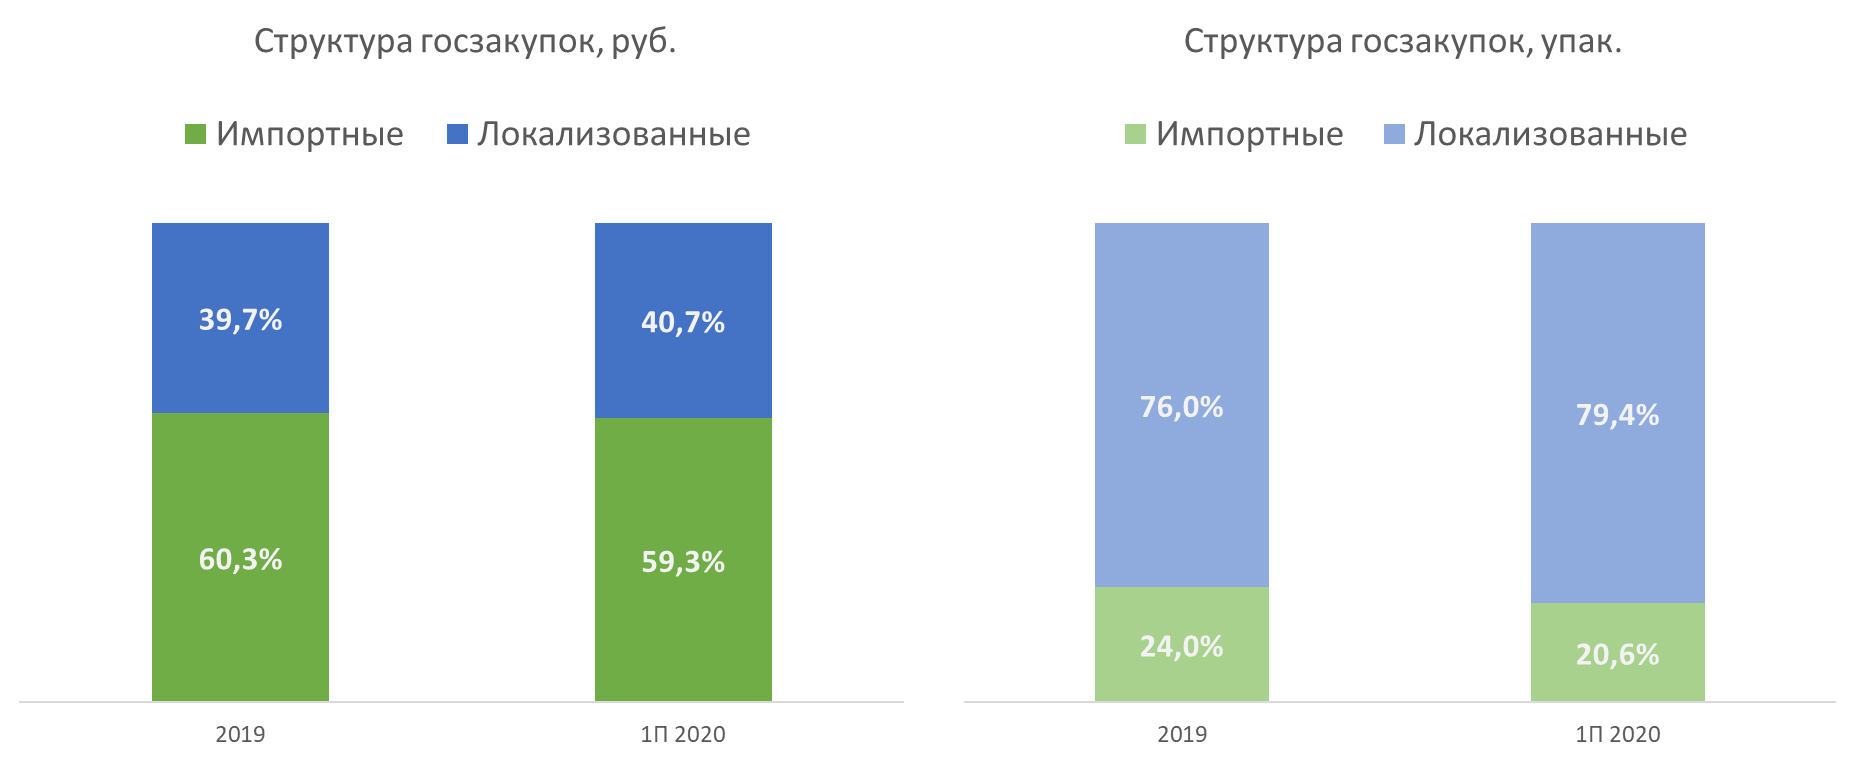 Структура госзакупок, руб.
Импортные
Локализованные
39,7%
40,7%
60,3%
59,3%
2019
1П 2020
Структура госзакупок, упак.
Импортные
Локализованные
76,0%
79,4%
24,0%
20,6%
2019
1П 2020